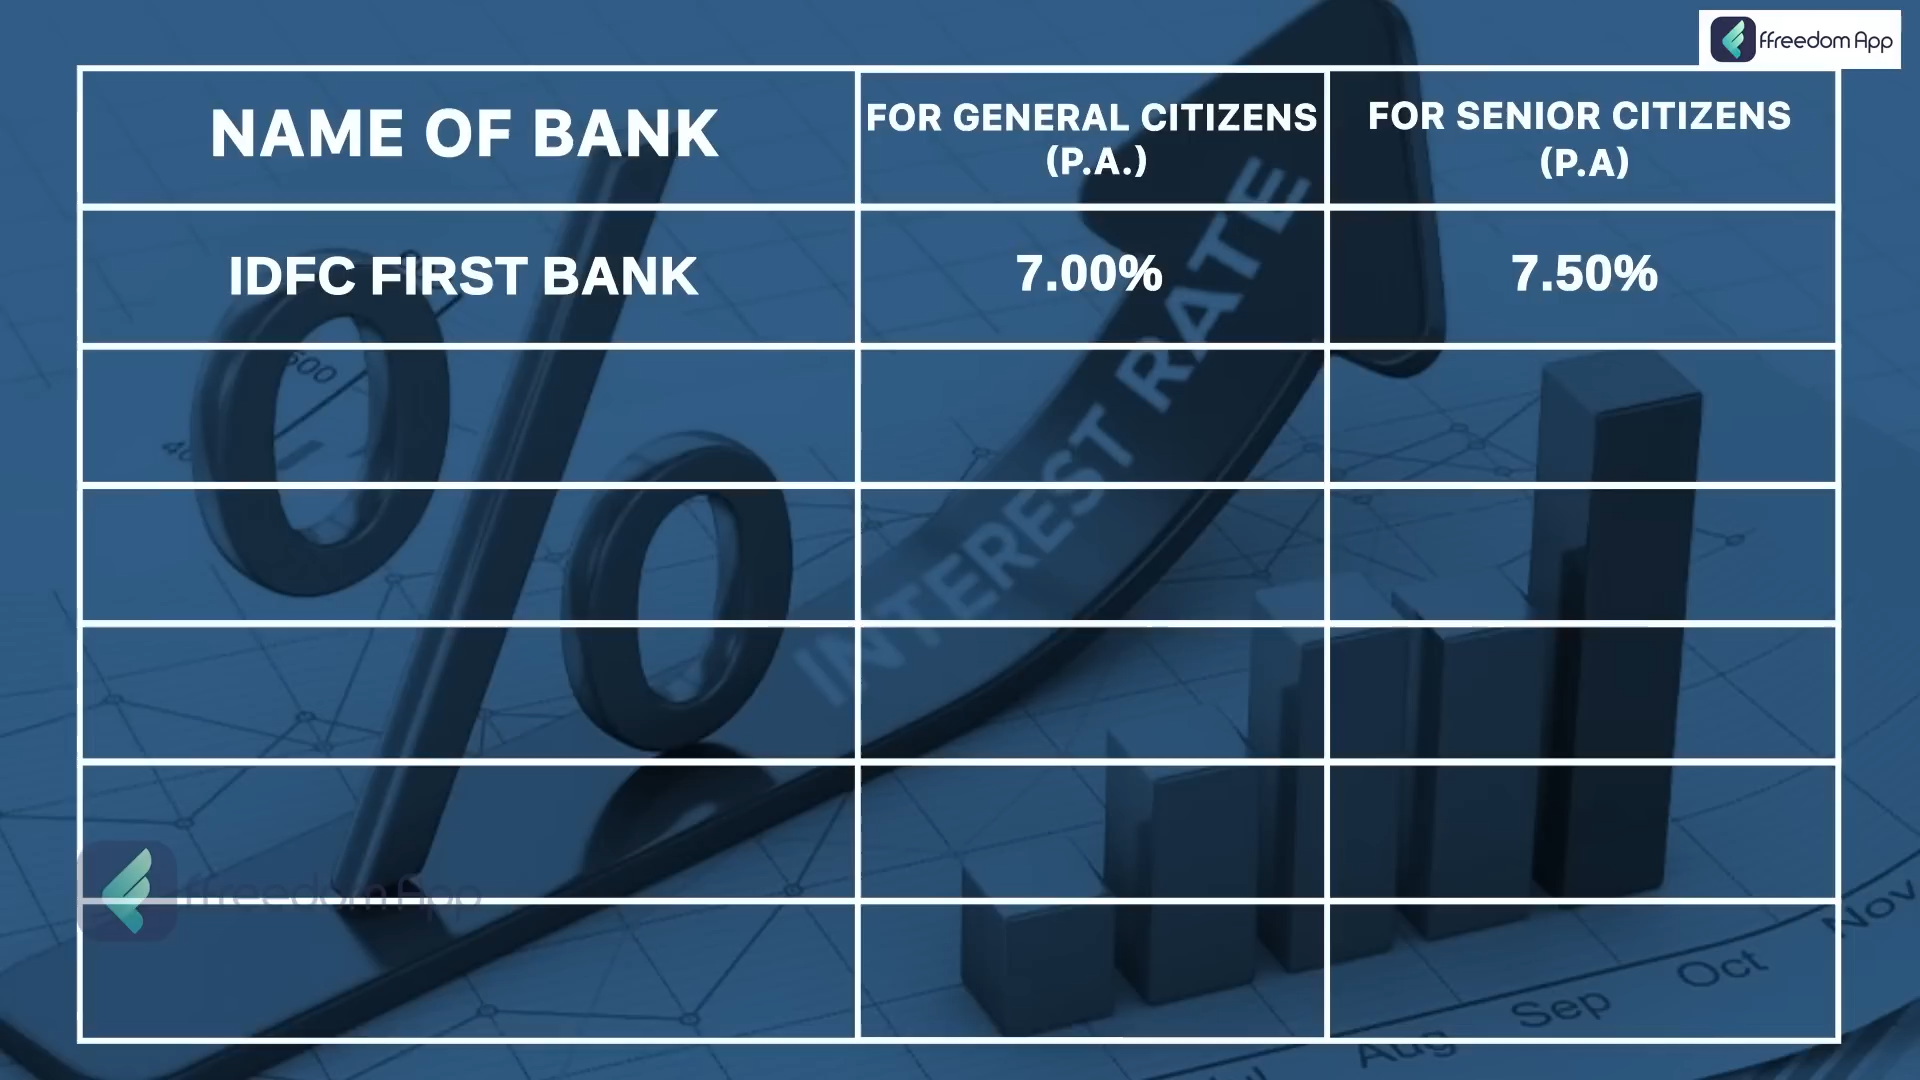 ffreedom App
NAME OF BANK
FOR GENERAL CITIZENS
(P.A.)
FOR SENIOR CITIZENS
(P.A)
IDFC FIRST BANK
7.00%
7.50%
INTEREST RATE
600
ffreedom App
Aug
Sep
Oct
Nov